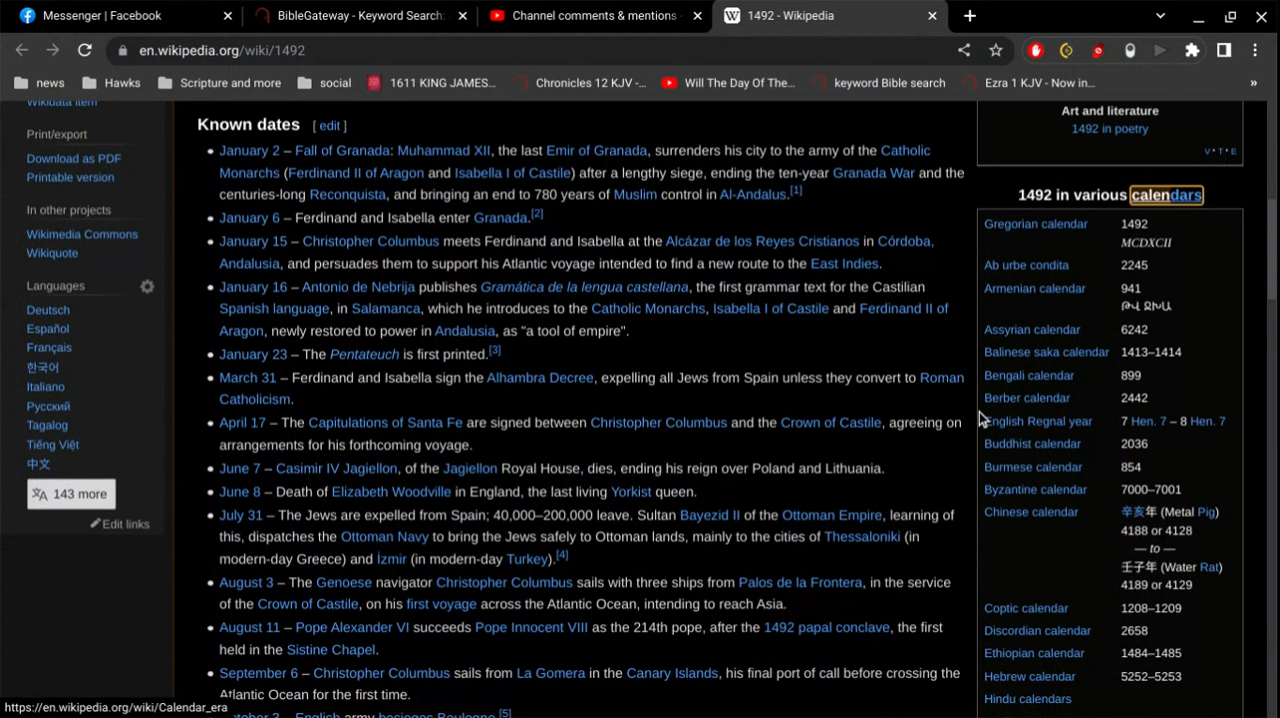 Messenger | Facebook
BibleGateway - Keyword Search:
Channel comments & mentions -
1492 - Wikipedia
en.wikipedia.org/wiki/1492
news
Hawks
Scripture and more
social
1611 KING JAMES...
Chronicles 12 KJV -...
Will The Day Of The...
keyword Bible search
Ezra 1 KJV - Now in...
»
Wikidata item
Print/export
Download as PDF
Printable version
In other projects
Wikimedia Commons
Wikiquote
Languages
Deutsch
Español
Français
한국어
Italiano
Русский
Tagalog
Tiếng Việt
中文
143 more
Edit links
Known dates [ edit ]
• January 2 – Fall of Granada: Muhammad XII, the last Emir of Granada, surrenders his city to the army of the Catholic
Monarchs (Ferdinand II of Aragon and Isabella I of Castile) after a lengthy siege, ending the ten-year Granada War and the
centuries-long Reconquista, and bringing an end to 780 years of Muslim control in Al-Andalus.[1]
• January 6 – Ferdinand and Isabella enter Granada.[2]
• January 15 – Christopher Columbus meets Ferdinand and Isabella at the Alcázar de los Reyes Cristianos in Córdoba,
Andalusia, and persuades them to support his Atlantic voyage intended to find a new route to the East Indies.
• January 16 – Antonio de Nebrija publishes Gramática de la lengua castellana, the first grammar text for the Castilian
Spanish language, in Salamanca, which he introduces to the Catholic Monarchs, Isabella I of Castile and Ferdinand II of
Aragon, newly restored to power in Andalusia, as "a tool of empire".
• January 23 – The Pentateuch is first printed.[3]
• March 31 – Ferdinand and Isabella sign the Alhambra Decree, expelling all Jews from Spain unless they convert to Roman
Catholicism.
• April 17 – The Capitulations of Santa Fe are signed between Christopher Columbus and the Crown of Castile, agreeing on
arrangements for his forthcoming voyage.
• June 7 – Casimir IV Jagiellon, of the Jagiellon Royal House, dies, ending his reign over Poland and Lithuania.
• June 8 – Death of Elizabeth Woodville in England, the last living Yorkist queen.
• July 31 – The Jews are expelled from Spain; 40,000–200,000 leave. Sultan Bayezid II of the Ottoman Empire, learning of
this, dispatches the Ottoman Navy to bring the Jews safely to Ottoman lands, mainly to the cities of Thessaloniki (in
modern-day Greece) and İzmir (in modern-day Turkey).[4]
• August 3 – The Genoese navigator Christopher Columbus sails with three ships from Palos de la Frontera, in the service
of the Crown of Castile, on his first voyage across the Atlantic Ocean, intending to reach Asia.
• August 11 – Pope Alexander VI succeeds Pope Innocent VIII as the 214th pope, after the 1492 papal conclave, the first
held in the Sistine Chapel.
• September 6 – Christopher Columbus sails from La Gomera in the Canary Islands, his final port of call before crossing the
Atlantic Ocean for the first time.
English army besieges Boulogne.[5]
Art and literature
1492 in poetry
V · T · E
1492 in various calendars
Gregorian calendar 1492
MCDXCII
Ab urbe condita 2245
Armenian calendar 941
ԹՎ ՋԽԱ
Assyrian calendar 6242
Balinese saka calendar 1413–1414
Bengali calendar 899
Berber calendar 2442
English Regnal year 7 Hen. 7 – 8 Hen. 7
Buddhist calendar 2036
Burmese calendar 854
Byzantine calendar 7000–7001
Chinese calendar 辛亥年 (Metal Pig)
4188 or 4128
— to —
壬子年 (Water Rat)
4189 or 4129
Coptic calendar 1208–1209
Discordian calendar 2658
Ethiopian calendar 1484–1485
Hebrew calendar 5252–5253
Hindu calendars
https://en.wikipedia.org/wiki/Calendar_era